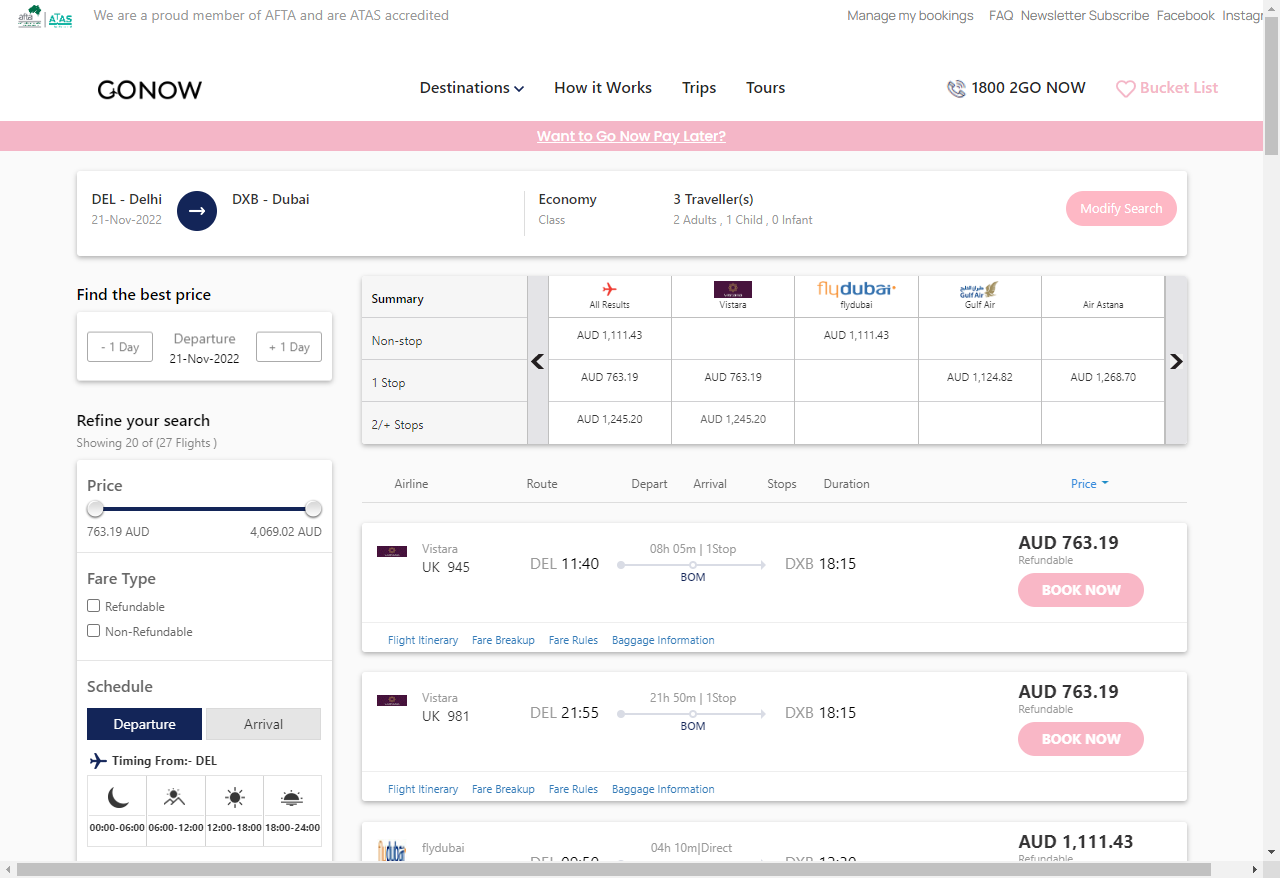 afta ATAS We are a proud member of AFTA and are ATAS accredited Manage my bookings FAQ Newsletter Subscribe Facebook Instagr
GONOW Destinations How it Works Trips Tours 1800 2GO NOW Bucket List
Want to Go Now Pay Later?
DEL - Delhi DXB - Dubai Economy 3 Traveller(s) Modify Search
21-Nov-2022 Class 2 Adults , 1 Child , 0 Infant
Find the best price
- 1 Day Departure + 1 Day
21-Nov-2022
Summary All Results Vistara flydubai flydubai Gulf Air Gulf Air Air Astana
Non-stop AUD 1,111.43 AUD 1,111.43
1 Stop AUD 763.19 AUD 763.19 AUD 1,124.82 AUD 1,268.70
2/+ Stops AUD 1,245.20 AUD 1,245.20
Refine your search
Showing 20 of (27 Flights )
Price
763.19 AUD 4,069.02 AUD
Fare Type
Refundable
Non-Refundable
Schedule
Departure Arrival
Timing From:- DEL
00:00-06:00 06:00-12:00 12:00-18:00 18:00-24:00
Airline Route Depart Arrival Stops Duration Price
Vistara 08h 05m | 1Stop AUD 763.19
UK 945 DEL 11:40 BOM DXB 18:15 Refundable
BOOK NOW
Flight Itinerary Fare Breakup Fare Rules Baggage Information
Vistara 21h 50m | 1Stop AUD 763.19
UK 981 DEL 21:55 BOM DXB 18:15 Refundable
BOOK NOW
Flight Itinerary Fare Breakup Fare Rules Baggage Information
flydubai flydubai 04h 10m|Direct AUD 1,111.43
DEL 09:50 DXB 12:30 Refundable